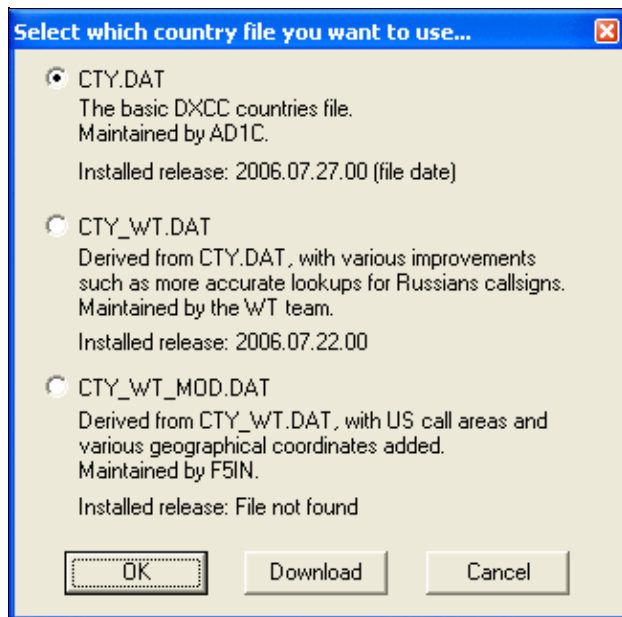 Select which country file you want to use...
CTY.DAT
The basic DXCC countries file.
Maintained by AD1C.
Installed release: 2006.07.27.00 (file date)
CTY_WT.DAT
Derived from CTY.DAT, with various improvements
such as more accurate lookups for Russians callsigns.
Maintained by the WT team.
Installed release: 2006.07.22.00
CTY_WT_MOD.DAT
Derived from CTY_WT.DAT, with US call areas and
various geographical coordinates added.
Maintained by F5IN.
Installed release: File not found
OK Download Cancel